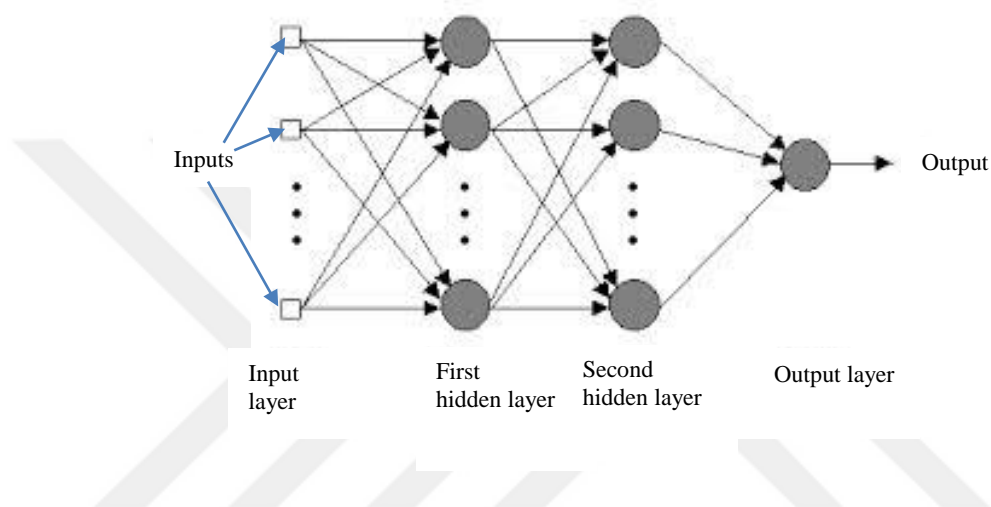 Inputs
Output
Input
layer
First
hidden layer
Second
hidden layer
Output layer